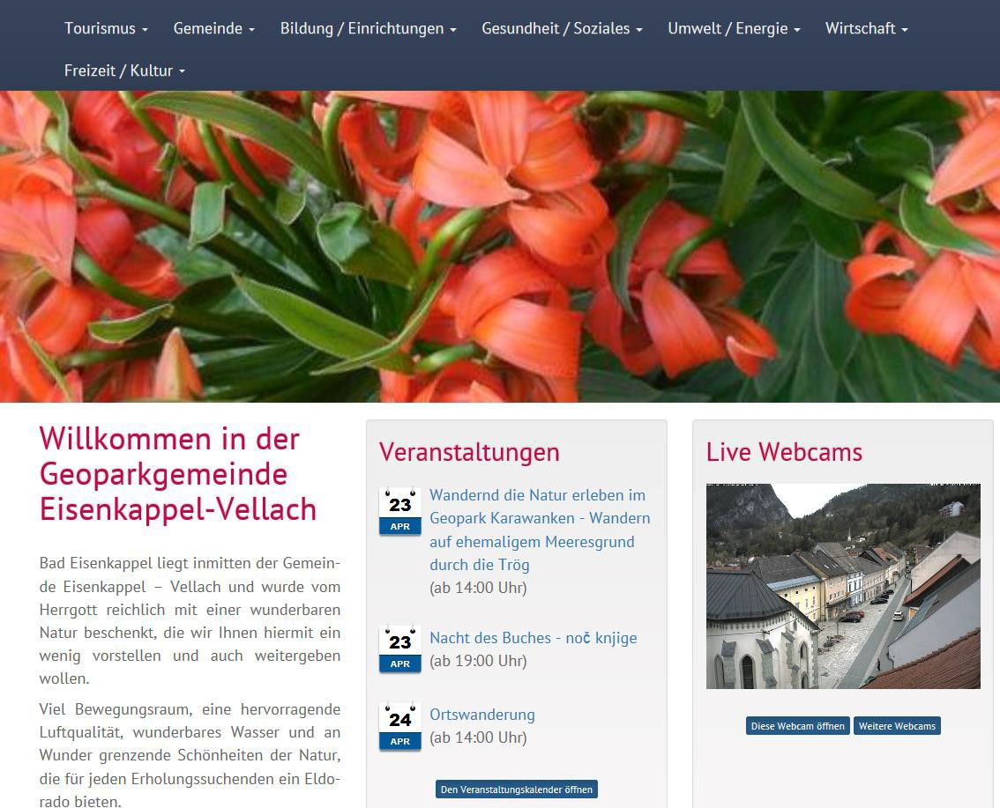 Tourismus
Gemeinde
Bildung / Einrichtungen
Gesundheit / Soziales
Umwelt / Energie
Wirtschaft
Freizeit / Kultur
Willkommen in der
Geoparkgemeinde
Eisenkappel-Vellach
Bad Eisenkappel liegt inmitten der Gemein-
de Eisenkappel – Vellach und wurde vom
Herrgott reichlich mit einer wunderbaren
Natur beschenkt, die wir Ihnen hiermit ein
wenig vorstellen und auch weitergeben
wollen.
Viel Bewegungsraum, eine hervorragende
Luftqualität, wunderbares Wasser und an
Wunder grenzende Schönheiten der Natur,
die für jeden Erholungssuchenden ein Eldo-
rado bieten.
Veranstaltungen
23
APR
Wandernd die Natur erleben im
Geopark Karawanken - Wandern
auf ehemaligem Meeresgrund
durch die Trög
(ab 14:00 Uhr)
23
APR
Nacht des Buches - noč knjige
(ab 19:00 Uhr)
24
APR
Ortswanderung
(ab 14:00 Uhr)
Den Veranstaltungskalender öffnen
Live Webcams
Diese Webcam öffnen
Weitere Webcams